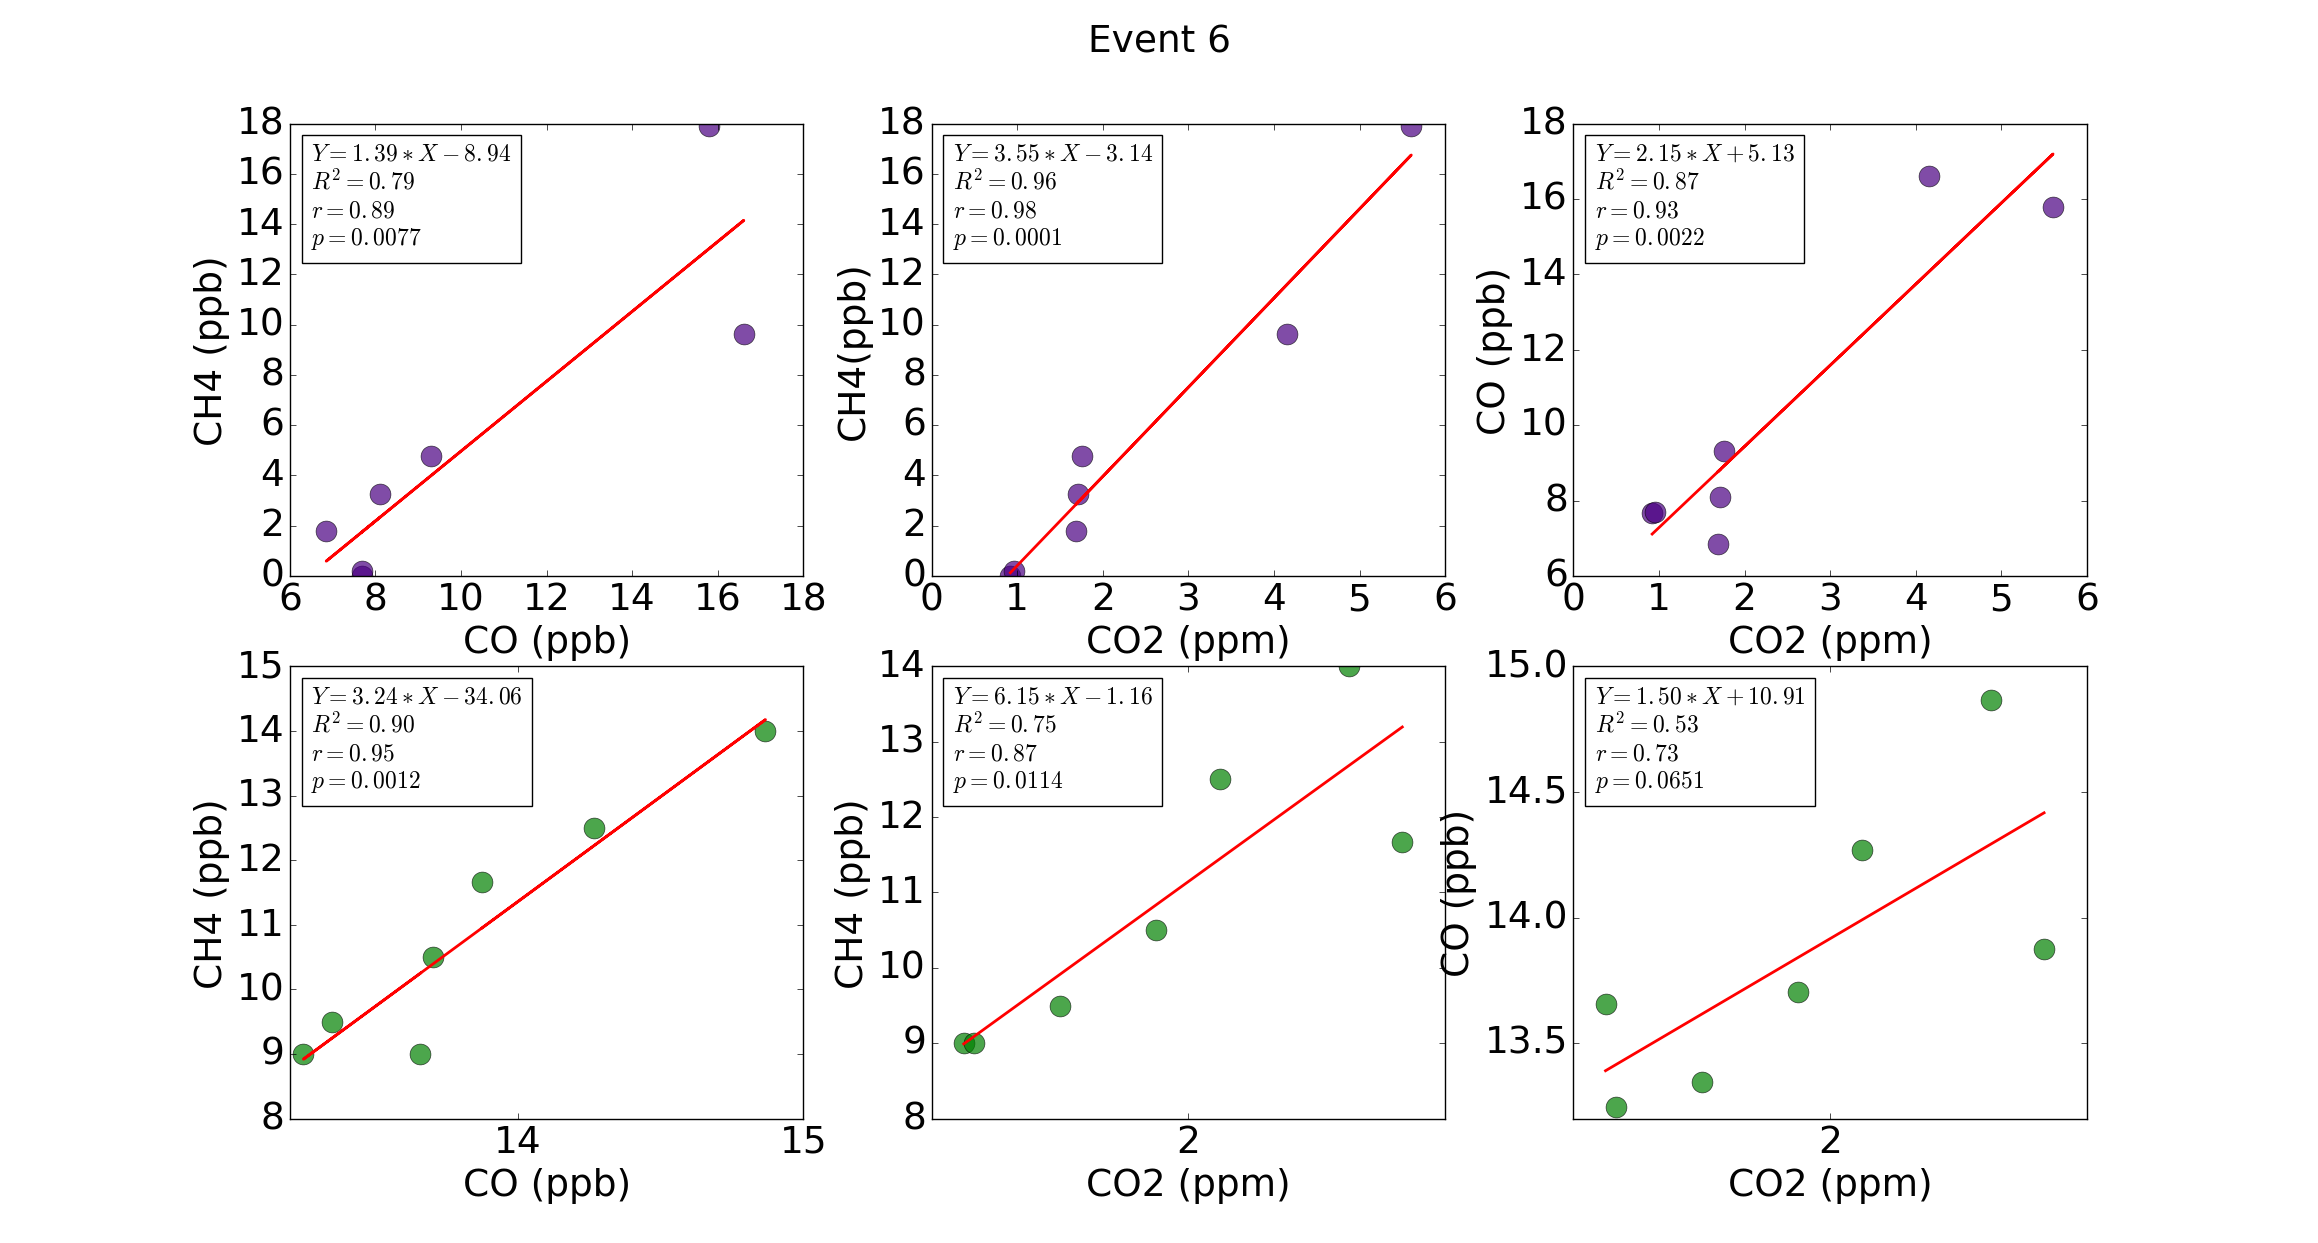 Event 6
18
16
14
12
10
8
6
4
2
0
CH4 (ppb)
Y = 1.39 ∗ X − 8.94
R² = 0.79
r = 0.89
p = 0.0077
6 8 10 12 14 16 18
CO (ppb)
18
16
14
12
10
8
6
4
2
0
CH4(ppb)
Y = 3.55 ∗ X − 3.14
R² = 0.96
r = 0.98
p = 0.0001
0 1 2 3 4 5 6
CO2 (ppm)
18
16
14
12
10
8
6
CO (ppb)
Y = 2.15 ∗ X + 5.13
R² = 0.87
r = 0.93
p = 0.0022
0 1 2 3 4 5 6
CO2 (ppm)
15
14
13
12
11
10
9
8
CH4 (ppb)
Y = 3.24 ∗ X − 34.06
R² = 0.90
r = 0.95
p = 0.0012
14 15
CO (ppb)
14
13
12
11
10
9
8
CH4 (ppb)
Y = 6.15 ∗ X − 1.16
R² = 0.75
r = 0.87
p = 0.0114
2
CO2 (ppm)
15.0
14.5
14.0
13.5
CO (ppb)
Y = 1.50 ∗ X + 10.91
R² = 0.53
r = 0.73
p = 0.0651
2
CO2 (ppm)